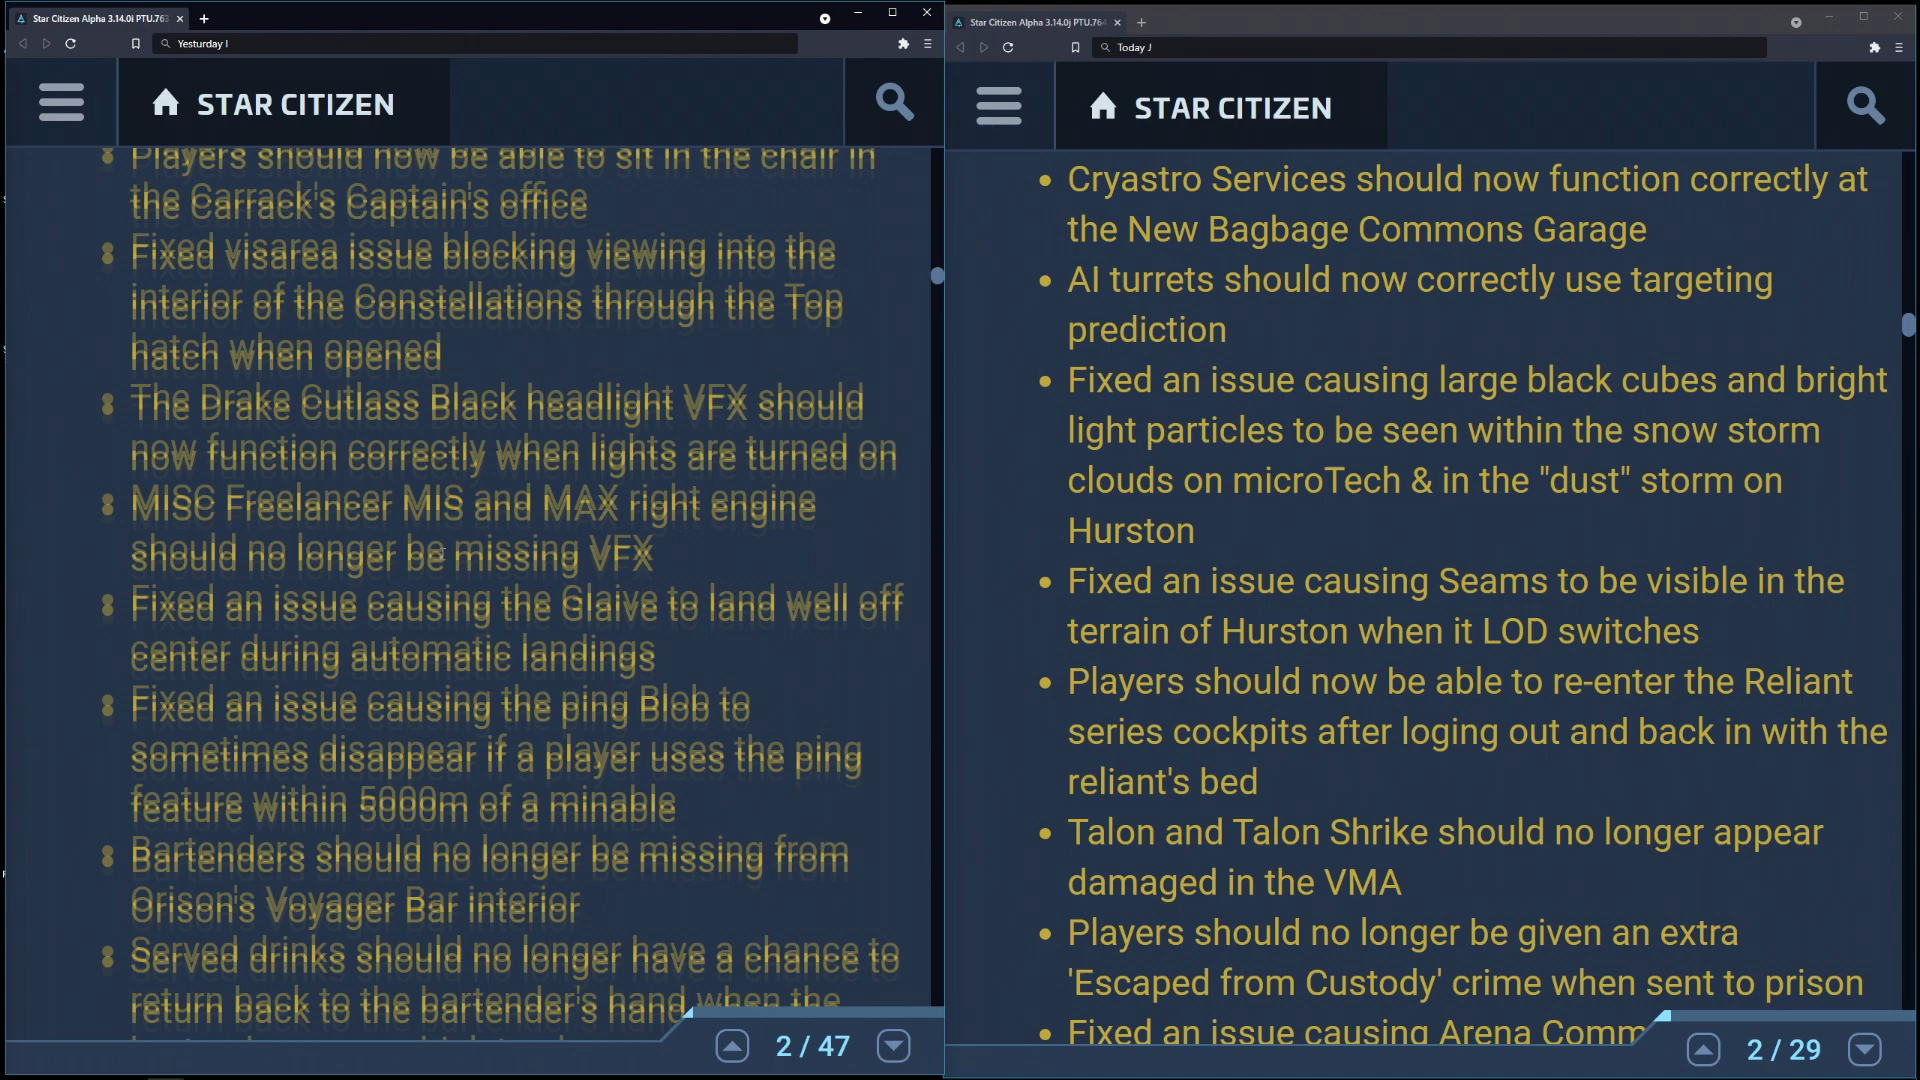 Star Citizen Alpha 3.14.0i PTU.763
Yesturday I
STAR CITIZEN
Players should now be able to sit in the chair in
the Carrack's Captain's office
Fixed visarea issue blocking viewing into the
interior of the Constellations through the Top
hatch when opened
The Drake Cutlass Black headlight VFX should
now function correctly when lights are turned on
MISC Freelancer MIS and MAX right engine
should no longer be missing VFX
Fixed an issue causing the Glaive to land well off
center during automatic landings
Fixed an issue causing the ping Blob to
sometimes disappear if a player uses the ping
feature within 5000m of a minable
Bartenders should no longer be missing from
Orison's Voyager Bar interior
Served drinks should no longer have a chance to
return back to the bartender's hand when the
2 / 47
Star Citizen Alpha 3.14.0j PTU.764
Today J
STAR CITIZEN
Cryastro Services should now function correctly at
the New Bagbage Commons Garage
AI turrets should now correctly use targeting
prediction
Fixed an issue causing large black cubes and bright
light particles to be seen within the snow storm
clouds on microTech & in the "dust" storm on
Hurston
Fixed an issue causing Seams to be visible in the
terrain of Hurston when it LOD switches
Players should now be able to re-enter the Reliant
series cockpits after loging out and back in with the
reliant's bed
Talon and Talon Shrike should no longer appear
damaged in the VMA
Players should no longer be given an extra
'Escaped from Custody' crime when sent to prison
Fixed an issue causing Arena Comm
2 / 29